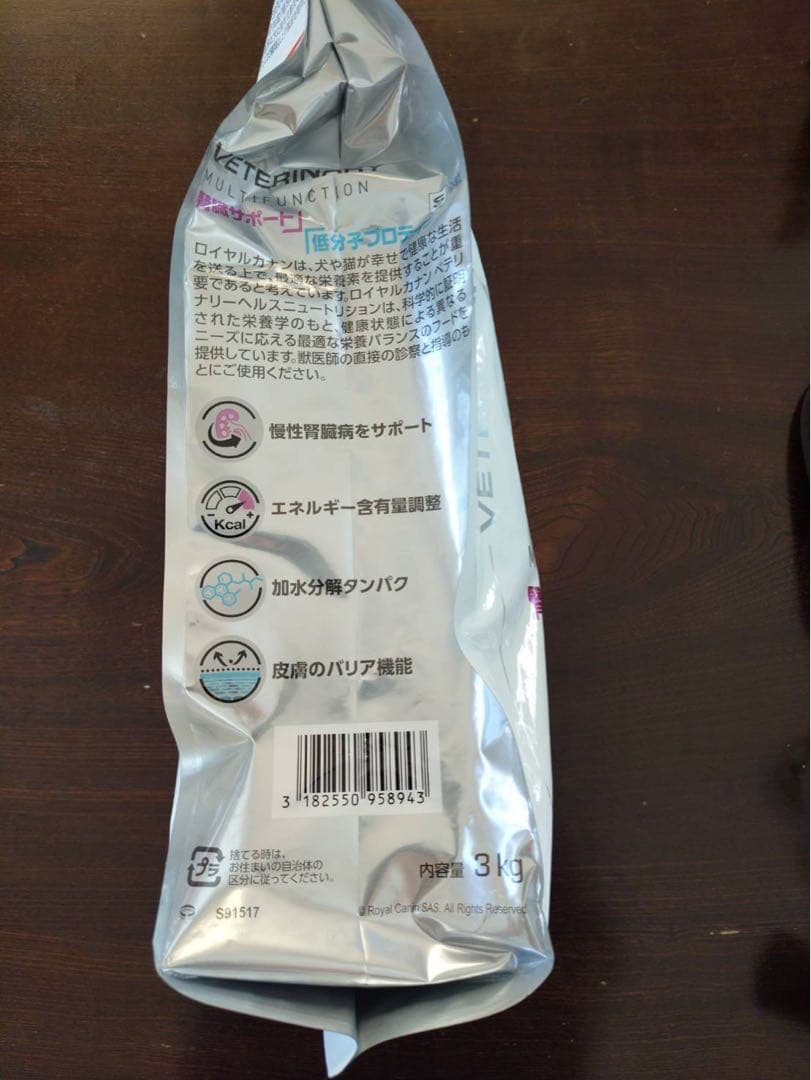 VETERINARY
MULTIFUNCTION
腎臓サポート」
「低分子プロテ
ロイヤルカナンは、犬や猫が幸せで健康な生活
を送る上で、最適な栄養素を提供することが重
要であると考えています。ロイヤルカナン ベテリ
ナリーヘルスニュートリションは、科学的に証明
された栄養学のもと、健康状態による異なる
ニーズに応える最適な栄養バランスのフードを
提供しています。獣医師の直接の診察と指導のも
とにご使用ください。
慢性腎臓病をサポート
Kcal
エネルギー含有量調整
加水分解タンパク
皮膚のバリア機能
3 182550 958943
プラ
捨てる時は、
お住まいの自治体の
区分に従ってください。
内容量 3 kg
S91517
© Royal Canin SAS. All Rights Reserved.
VET